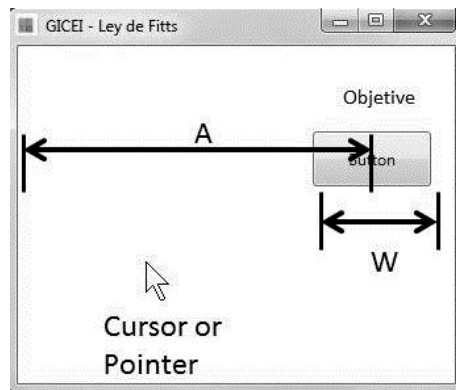 GICEI - Ley de Fitts
Objetive
A
Button
W
Cursor or
Pointer